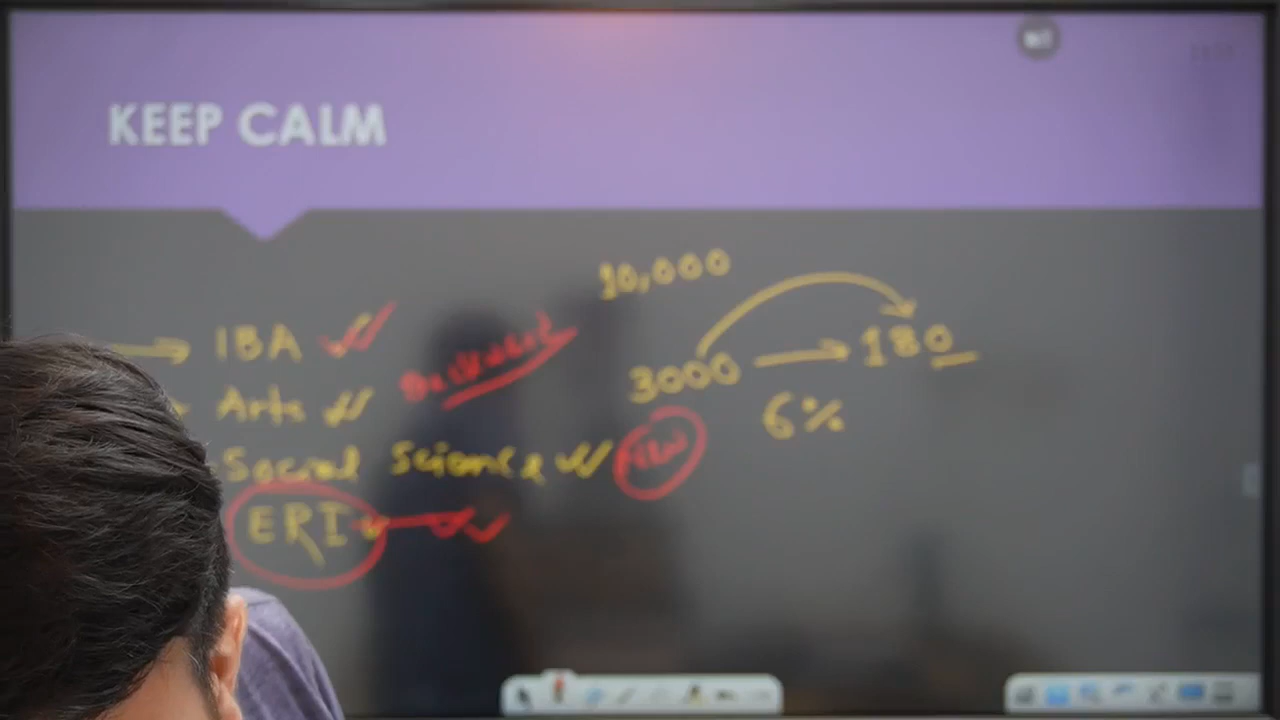 KEEP CALM
10,000
→ IBA
3000 → 180
Arts
6%
Social Science
ERI